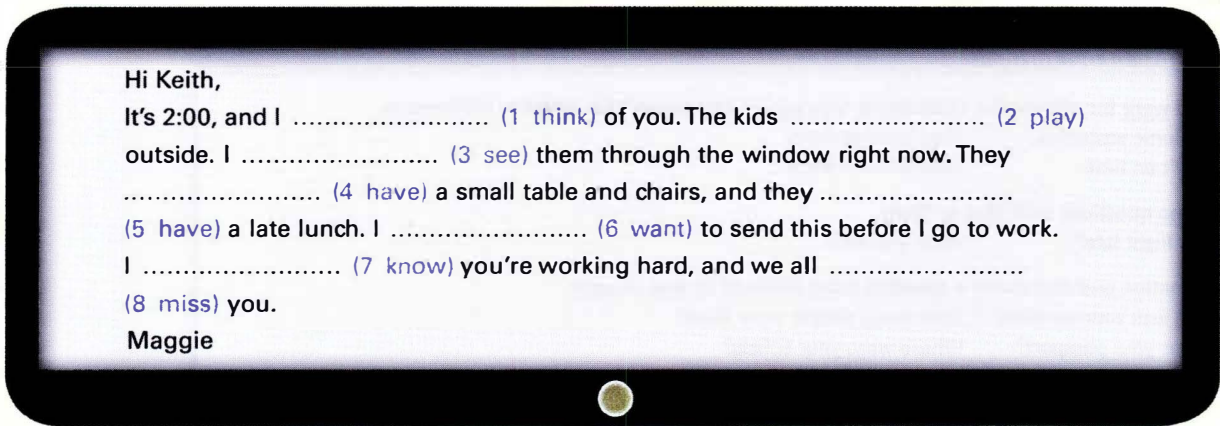 Hi Keith,
It's 2:00, and I ........................ (1 think) of you. The kids ........................ (2 play)
outside. I ........................ (3 see) them through the window right now. They
........................ (4 have) a small table and chairs, and they ........................
(5 have) a late lunch. I ........................ (6 want) to send this before I go to work.
I ........................ (7 know) you're working hard, and we all ........................
(8 miss) you.
Maggie